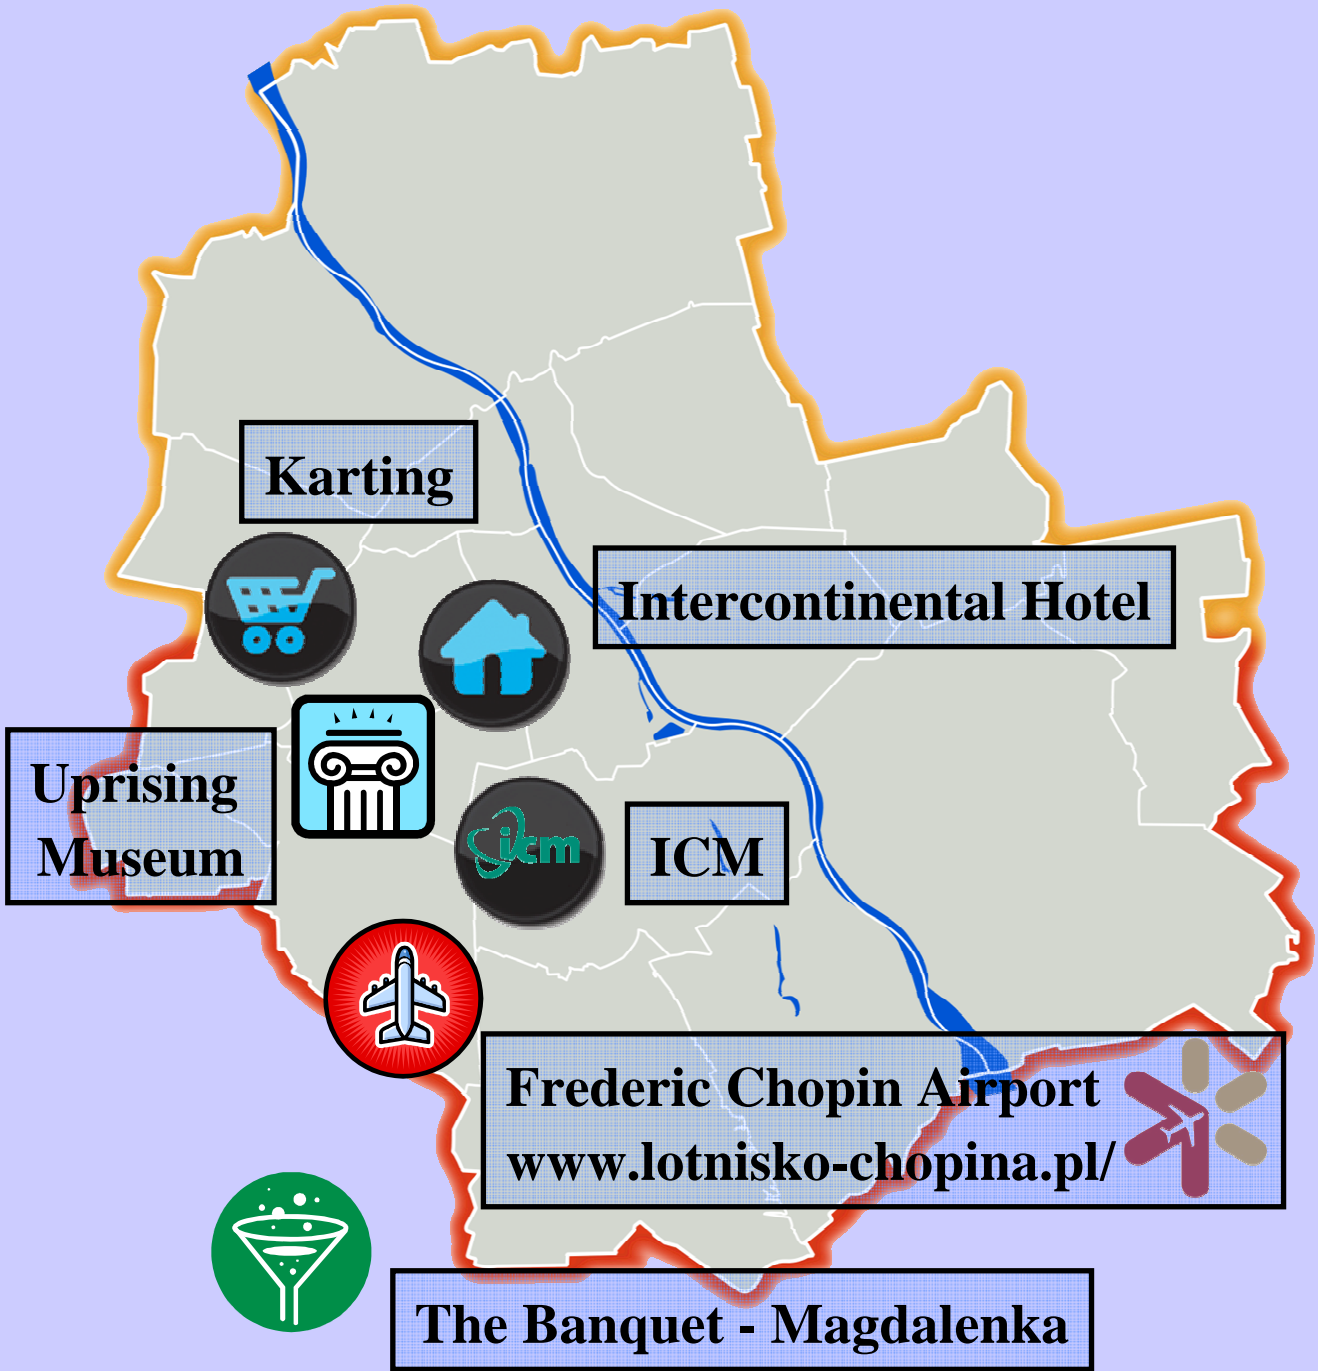 Karting
Intercontinental Hotel
Uprising
Museum
icm
ICM
Frederic Chopin Airport
www.lotnisko-chopina.pl/
The Banquet - Magdalenka